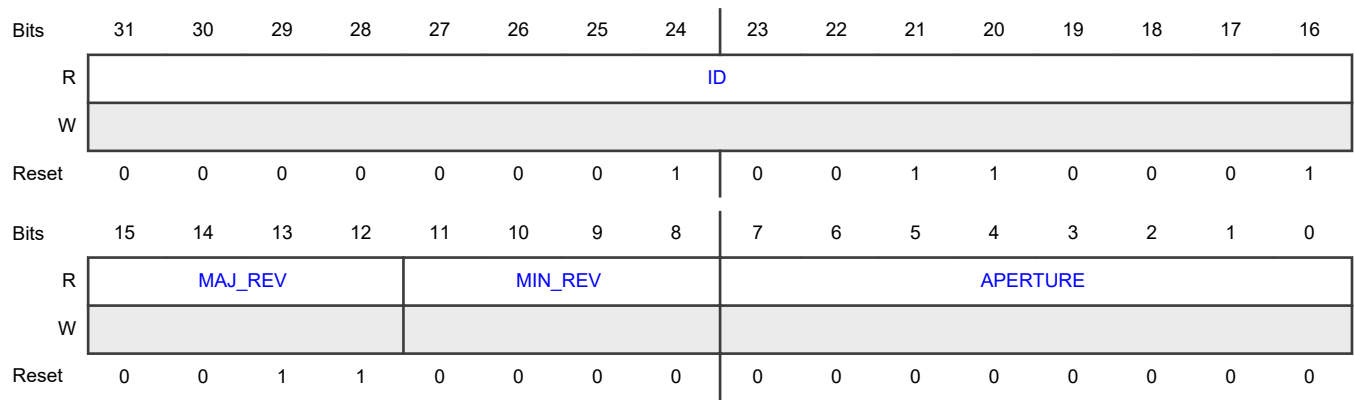 Bits 31 30 29 28 27 26 25 24 23 22 21 20 19 18 17 16
R ID
W
Reset 0 0 0 0 0 0 0 1 0 0 1 1 0 0 0 1
Bits 15 14 13 12 11 10 9 8 7 6 5 4 3 2 1 0
R MAJ_REV MIN_REV APERTURE
W
Reset 0 0 1 1 0 0 0 0 0 0 0 0 0 0 0 0